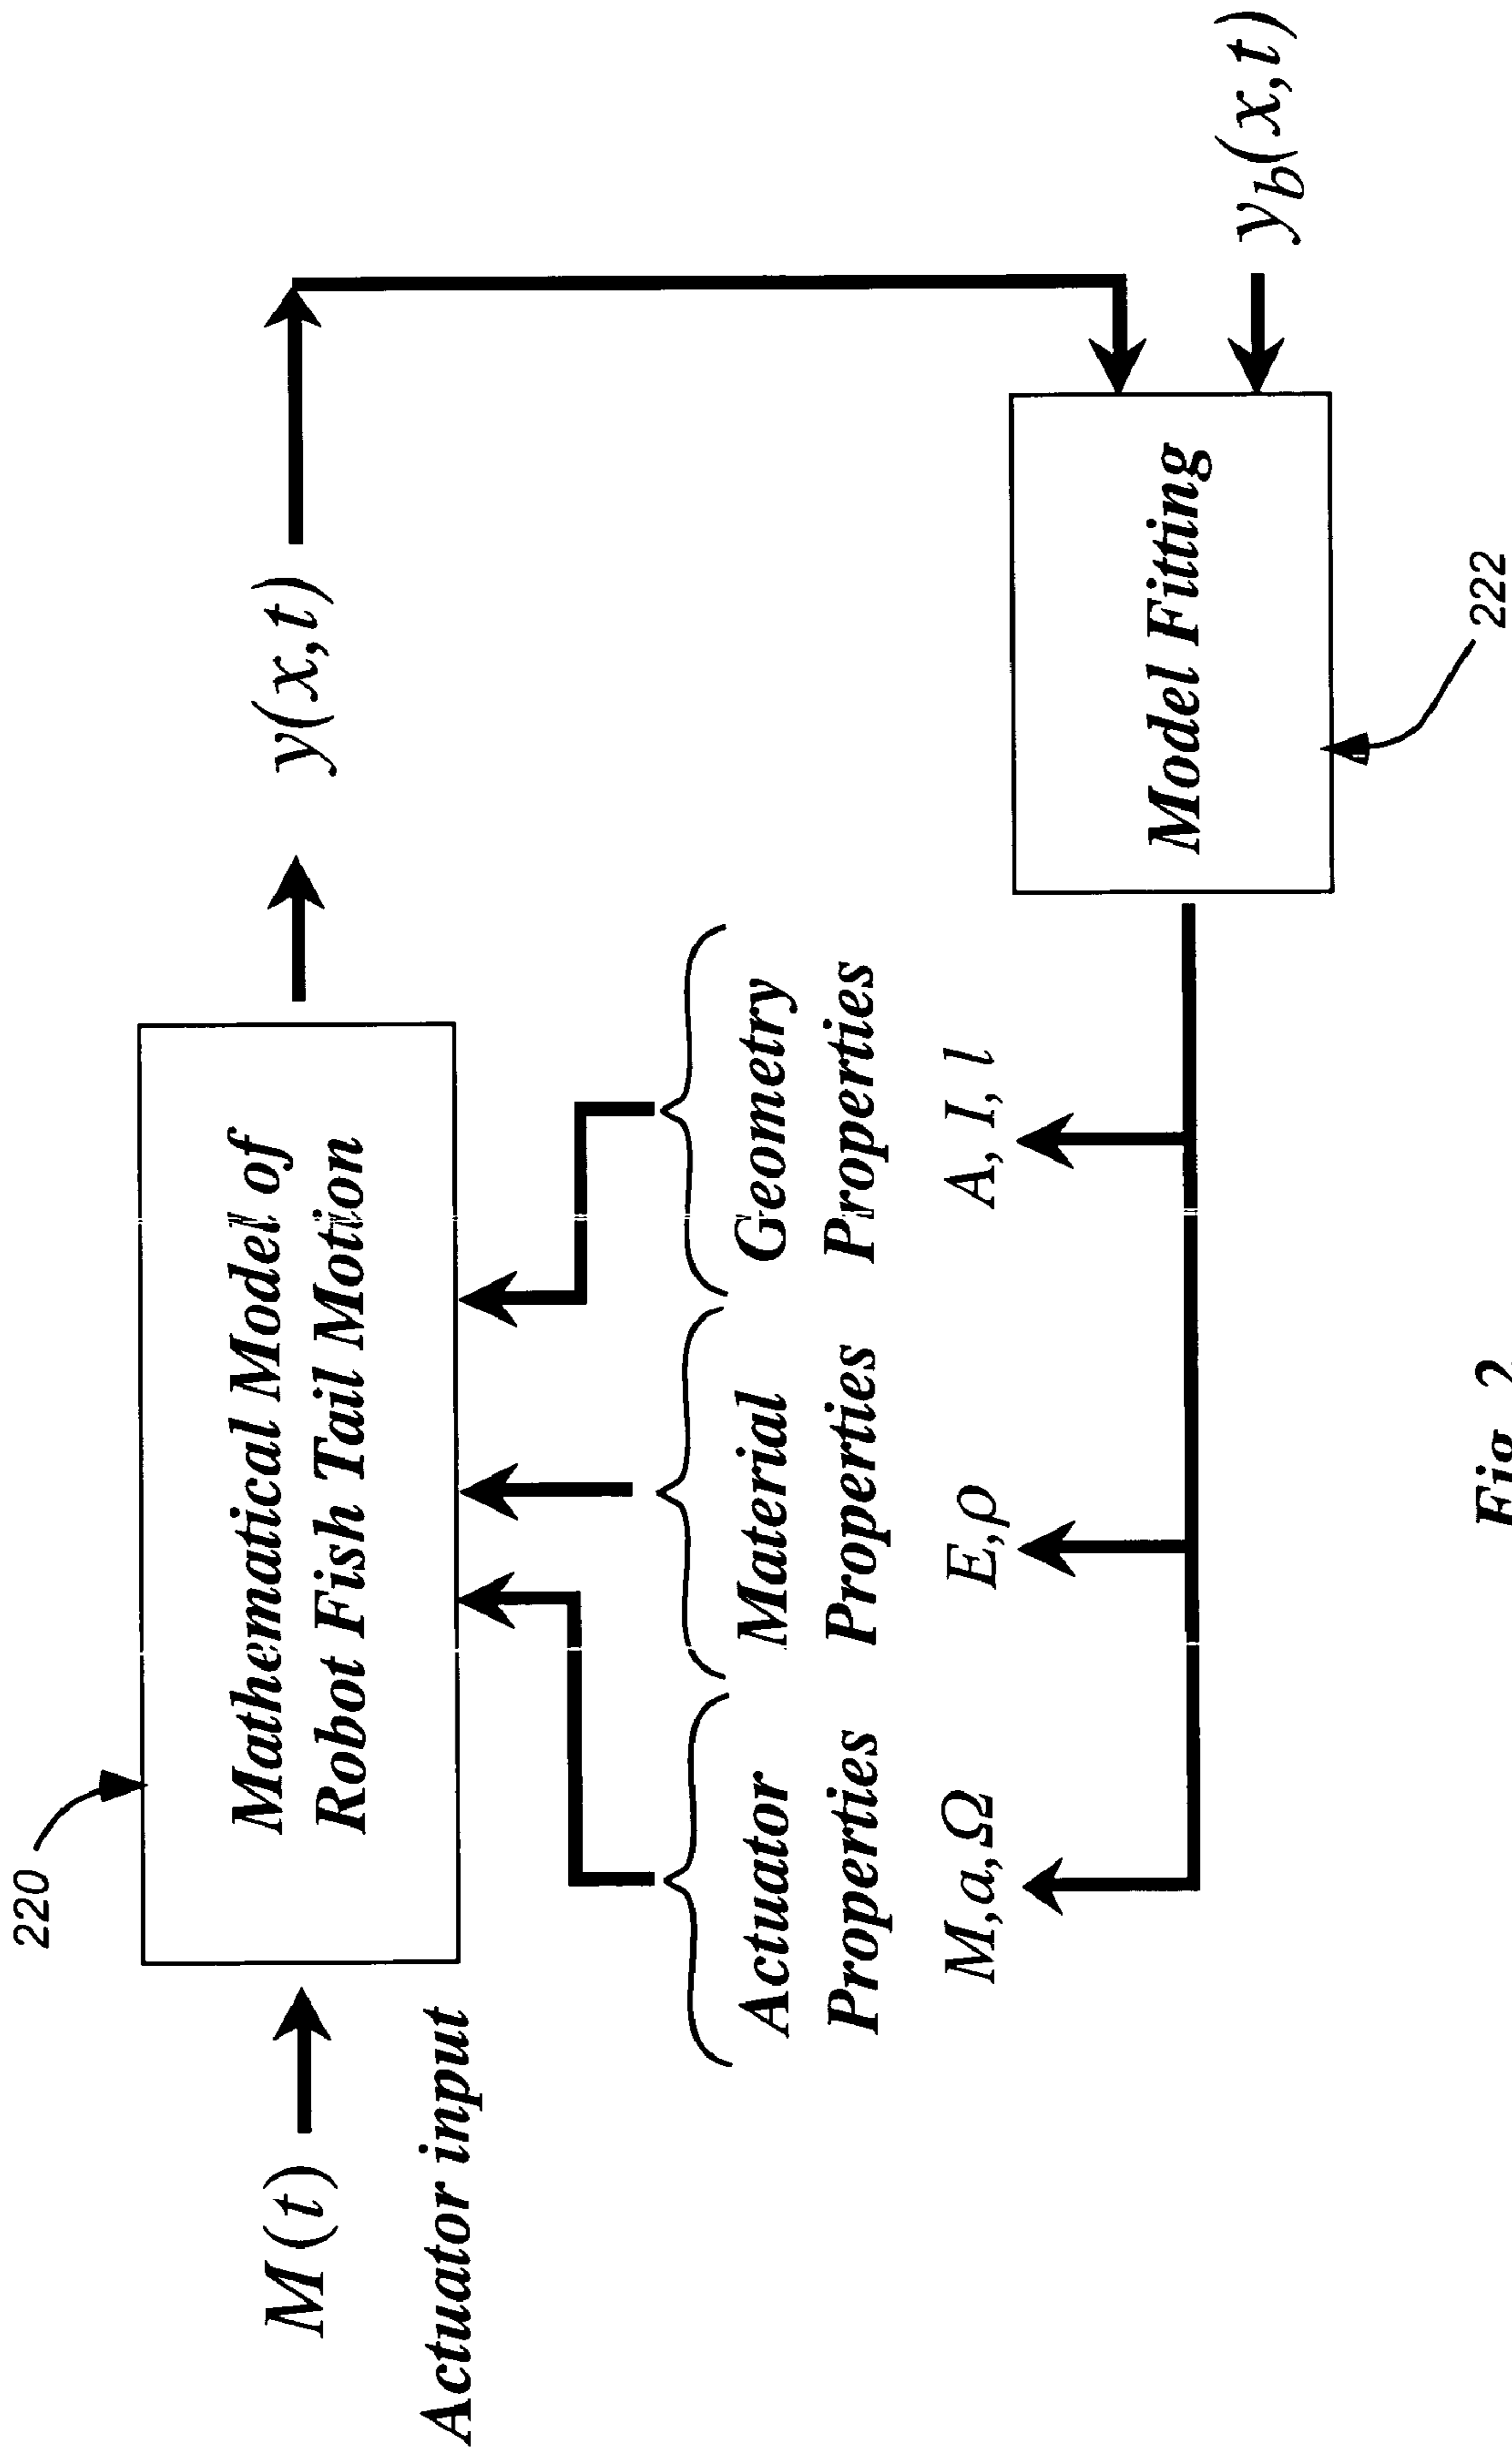 220
Mathematical Model of
Robot Fish Tail Motion
M(t)
Actuator input
y(x,t)
Actuator
Properties
M,a,Ω
Material
Properties
E,ρ
Geometry
Properties
A, I, l
Model Fitting
y_b(x,t)
222
Fig. 2